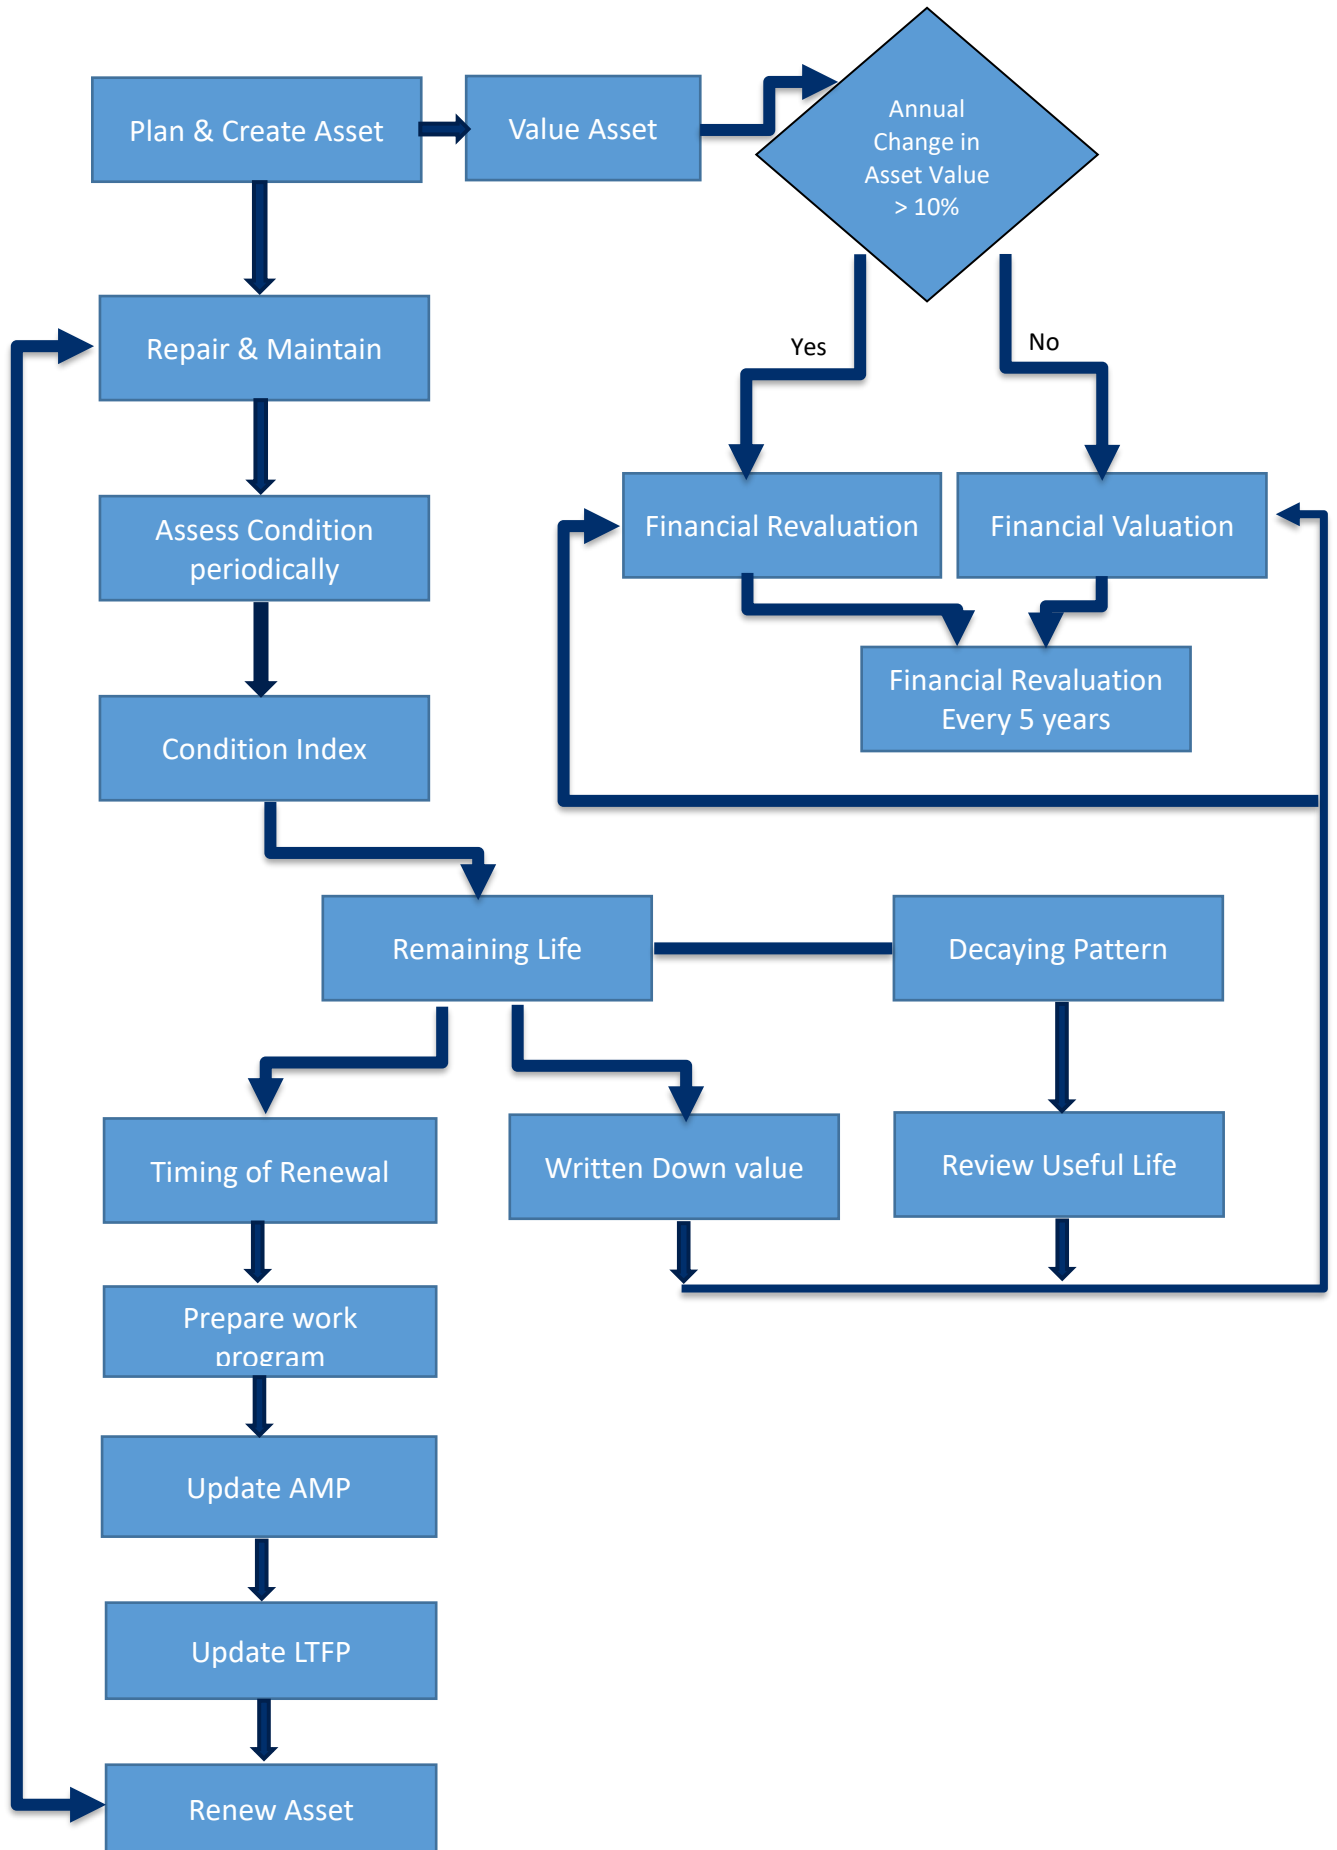 Plan & Create Asset
Value Asset
Annual
Change in
Asset Value
> 10%
Repair & Maintain
Yes
No
Assess Condition
periodically
Financial Revaluation
Financial Valuation
Financial Revaluation
Every 5 years
Condition Index
Remaining Life
Decaying Pattern
Timing of Renewal
Written Down value
Review Useful Life
Prepare work
program
Update AMP
Update LTFP
Renew Asset